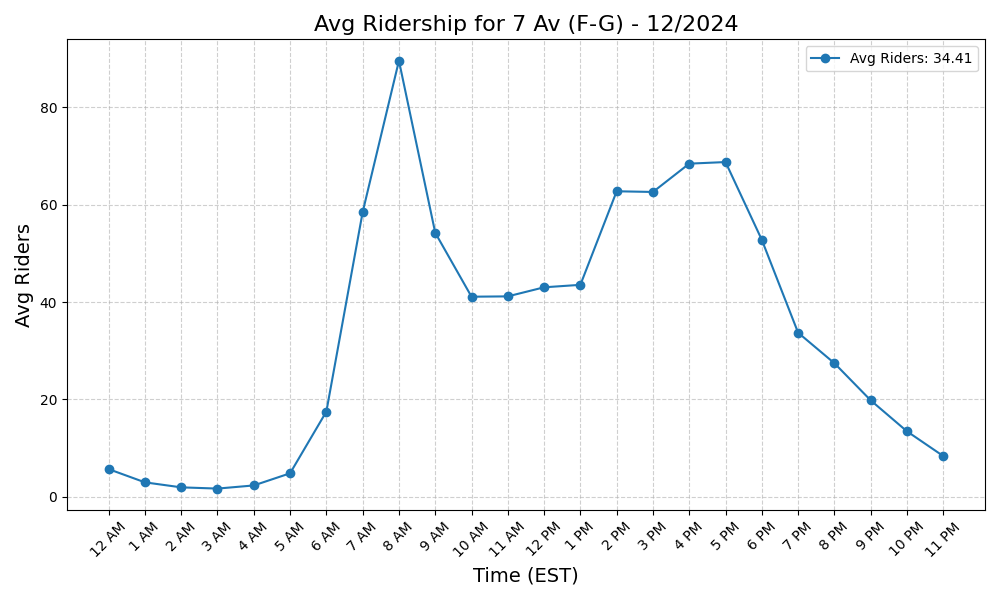 Avg Ridership for 7 Av (F-G) - 12/2024
Avg Riders: 34.41
Avg Riders
80
60
40
20
0
12 AM 1 AM 2 AM 3 AM 4 AM 5 AM 6 AM 7 AM 8 AM 9 AM 10 AM 11 AM 12 PM 1 PM 2 PM 3 PM 4 PM 5 PM 6 PM 7 PM 8 PM 9 PM 10 PM 11 PM
Time (EST)